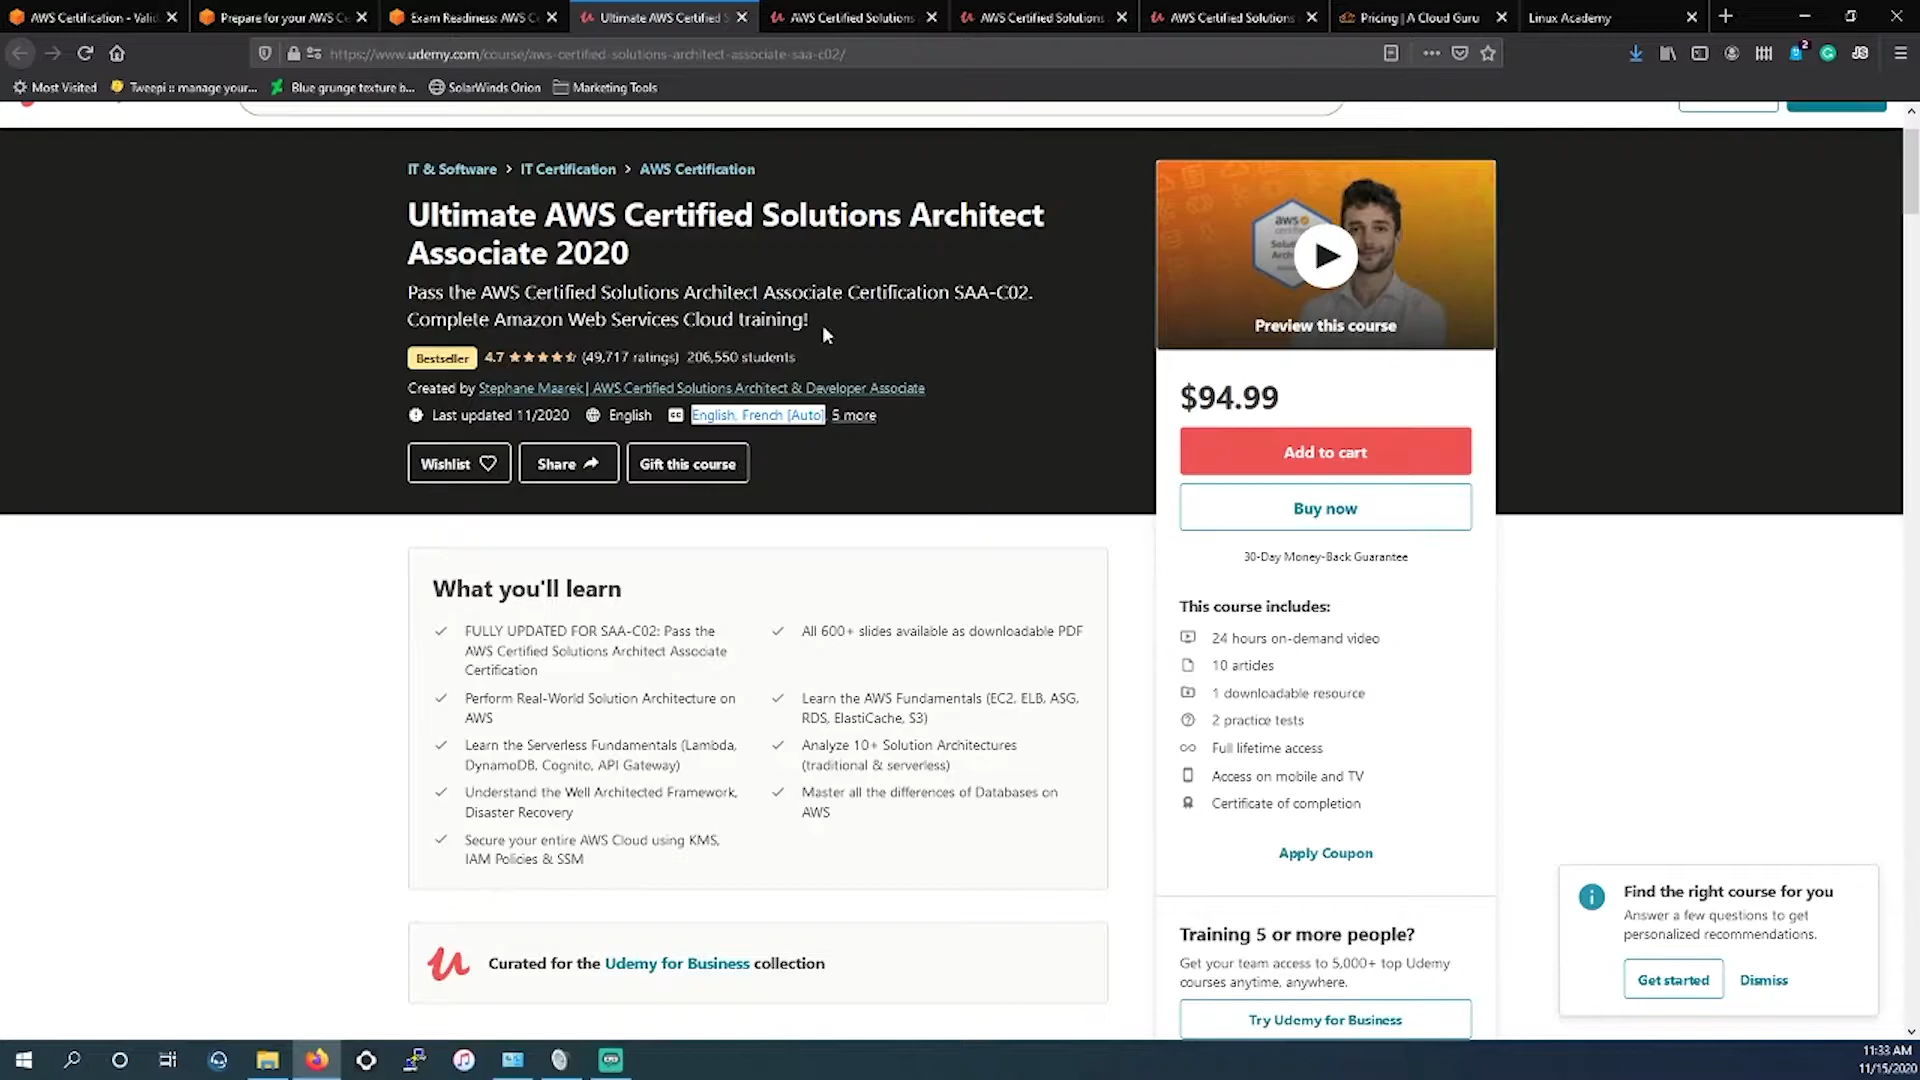 AWS Certification - Valid
Prepare for your AWS Ce
Exam Readiness: AWS C
Ultimate AWS Certified S
AWS Certified Solutions
AWS Certified Solutions
AWS Certified Solutions
Pricing | A Cloud Guru
Linux Academy
https://www.udemy.com/course/aws-certified-solutions-architect-associate-saa-c02/
2
Most Visited
Tweepi :: manage your...
Blue grunge texture b...
SolarWinds Orion
Marketing Tools
IT & Software > IT Certification > AWS Certification
Ultimate AWS Certified Solutions Architect
Associate 2020
Pass the AWS Certified Solutions Architect Associate Certification SAA-C02.
Complete Amazon Web Services Cloud training!
Bestseller 4.7 (49,717 ratings) 206,550 students
Created by Stephane Maarek | AWS Certified Solutions Architect & Developer Associate
Last updated 11/2020 English CC English, French [Auto], 5 more
Wishlist
Share
Gift this course
aws
Preview this course
$94.99
Add to cart
Buy now
30-Day Money-Back Guarantee
This course includes:
24 hours on-demand video
10 articles
1 downloadable resource
2 practice tests
Full lifetime access
Access on mobile and TV
Certificate of completion
Apply Coupon
Training 5 or more people?
Get your team access to 5,000+ top Udemy
courses anytime, anywhere.
Try Udemy for Business
What you'll learn
FULLY UPDATED FOR SAA-C02: Pass the
AWS Certified Solutions Architect Associate
Certification
All 600+ slides available as downloadable PDF
Perform Real-World Solution Architecture on
AWS
Learn the AWS Fundamentals (EC2, ELB, ASG,
RDS, ElastiCache, S3)
Learn the Serverless Fundamentals (Lambda,
DynamoDB, Cognito, API Gateway)
Analyze 10+ Solution Architectures
(traditional & serverless)
Understand the Well Architected Framework,
Disaster Recovery
Master all the differences of Databases on
AWS
Secure your entire AWS Cloud using KMS,
IAM Policies & SSM
Curated for the Udemy for Business collection
Find the right course for you
Answer a few questions to get
personalized recommendations.
Get started
Dismiss
11:33 AM
11/15/2020